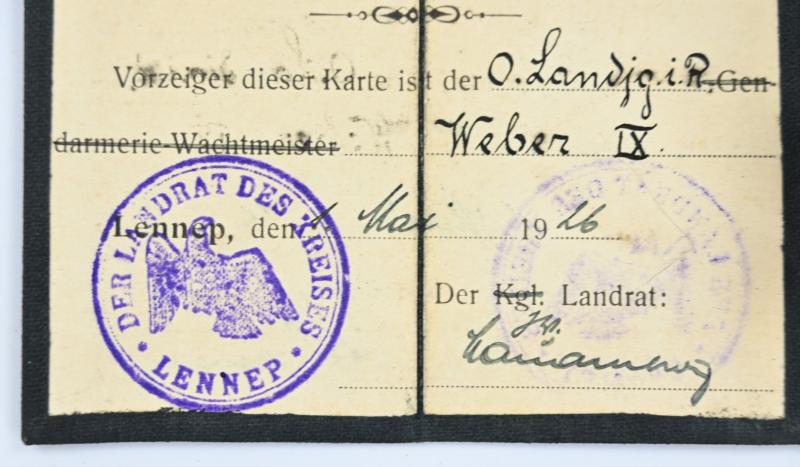 Vorzeiger dieser Karte ist der O. Landjg. i. R. Gen-
darmerie-Wachtmeister Weber IX.
Lennep, den 1. Mai 1926
Der Kgl. Landrat:
DER LANDRAT DES KREISES
LENNEP